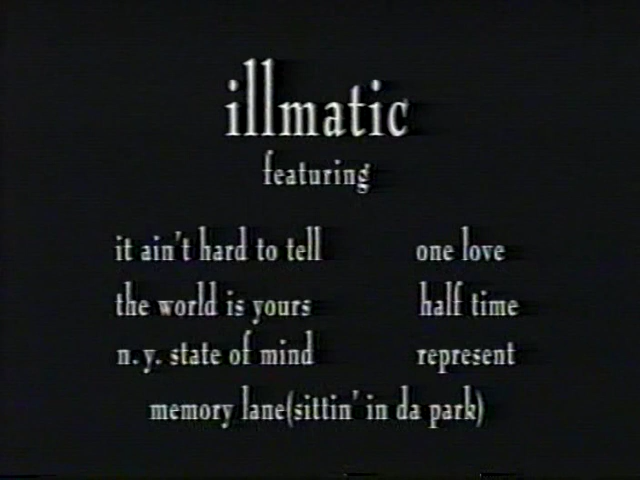 illmatic
featuring
it ain't hard to tell
one love
the world is yours
half time
n.y. state of mind
represent
memory lane(sittin' in da park)